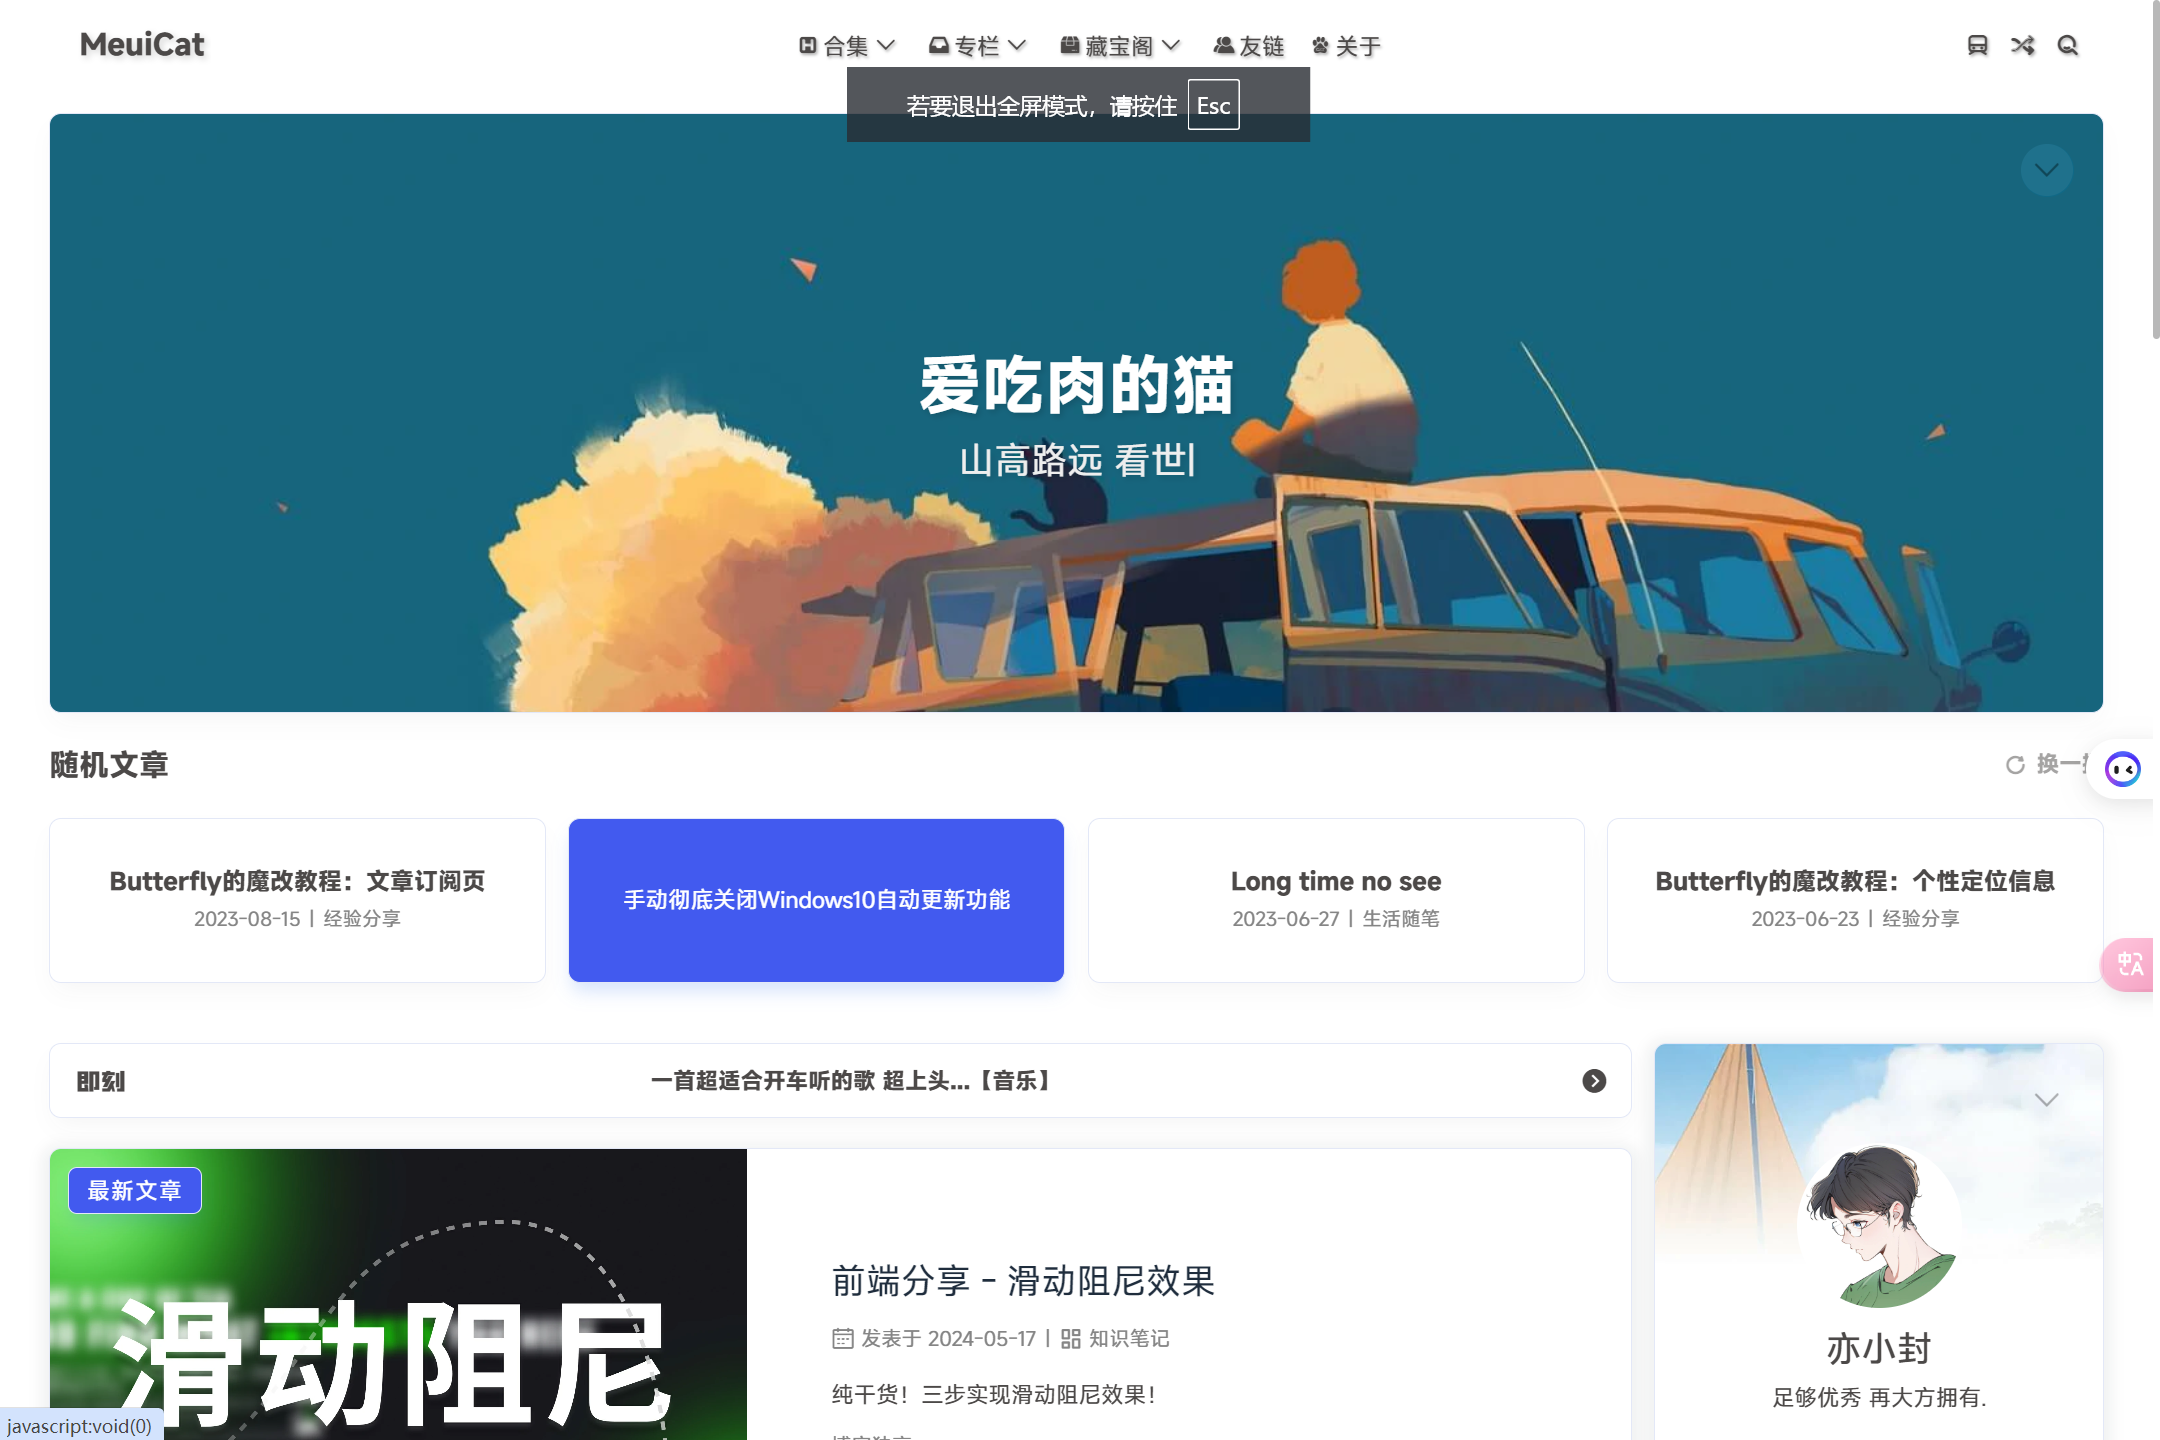 MeuiCat
合集
专栏
藏宝阁
友链
关于
若要退出全屏模式，请按住 Esc
爱吃肉的猫
山高路远 看世|
随机文章
换一
Butterfly的魔改教程：文章订阅页
2023-08-15 | 经验分享
手动彻底关闭Windows10自动更新功能
Long time no see
2023-06-27 | 生活随笔
Butterfly的魔改教程：个性定位信息
2023-06-23 | 经验分享
中A
即刻
一首超适合开车听的歌 超上头...【音乐】
最新文章
滑动阻尼
前端分享 - 滑动阻尼效果
发表于 2024-05-17 | 知识笔记
纯干货！三步实现滑动阻尼效果！
亦小封
足够优秀 再大方拥有.
javascript:void(0)